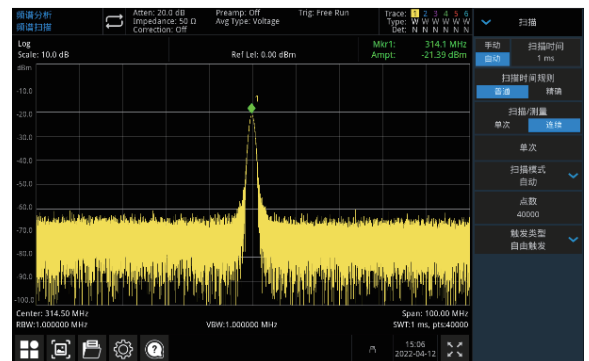 频谱分析
频谱扫描
Atten: 20.0 dB
Impedance: 50 Ω
Correction: Off
Preamp: Off
Avg Type: Voltage
Trig: Free Run
Trace: 1 2 3 4 5 6
Type: W W W W W W
Det: N N N N N N
扫描
Log
Scale: 10.0 dB
Ref Lel: 0.00 dBm
Mkr1: 314.1 MHz
Ampt: -21.39 dBm
手动
自动
扫描时间
1 ms
扫描时间规则
普通
精确
扫描/测量
单次
连续
单次
扫描模式
自动
点数
40000
触发类型
自由触发
dBm
-10.0
-20.0
-30.0
-40.0
-50.0
-60.0
-70.0
-80.0
-90.0
-100.0
1
Center: 314.50 MHz
Span: 100.00 MHz
RBW:1.000000 MHz
VBW:1.000000 MHz
SWT:1 ms, pts:40000
15:06
2022-04-12